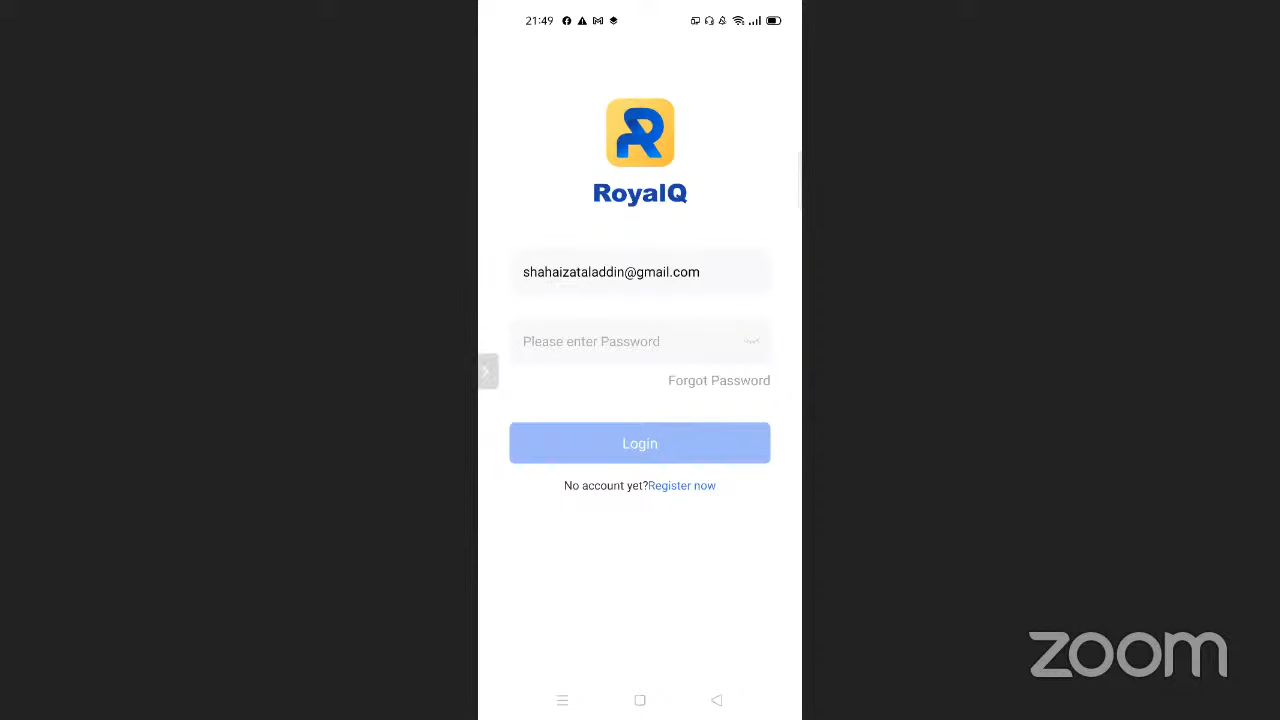 21:49
RoyalQ
shahaizataladdin@gmail.com
Please enter Password
Forgot Password
Login
No account yet?Register now
zoom